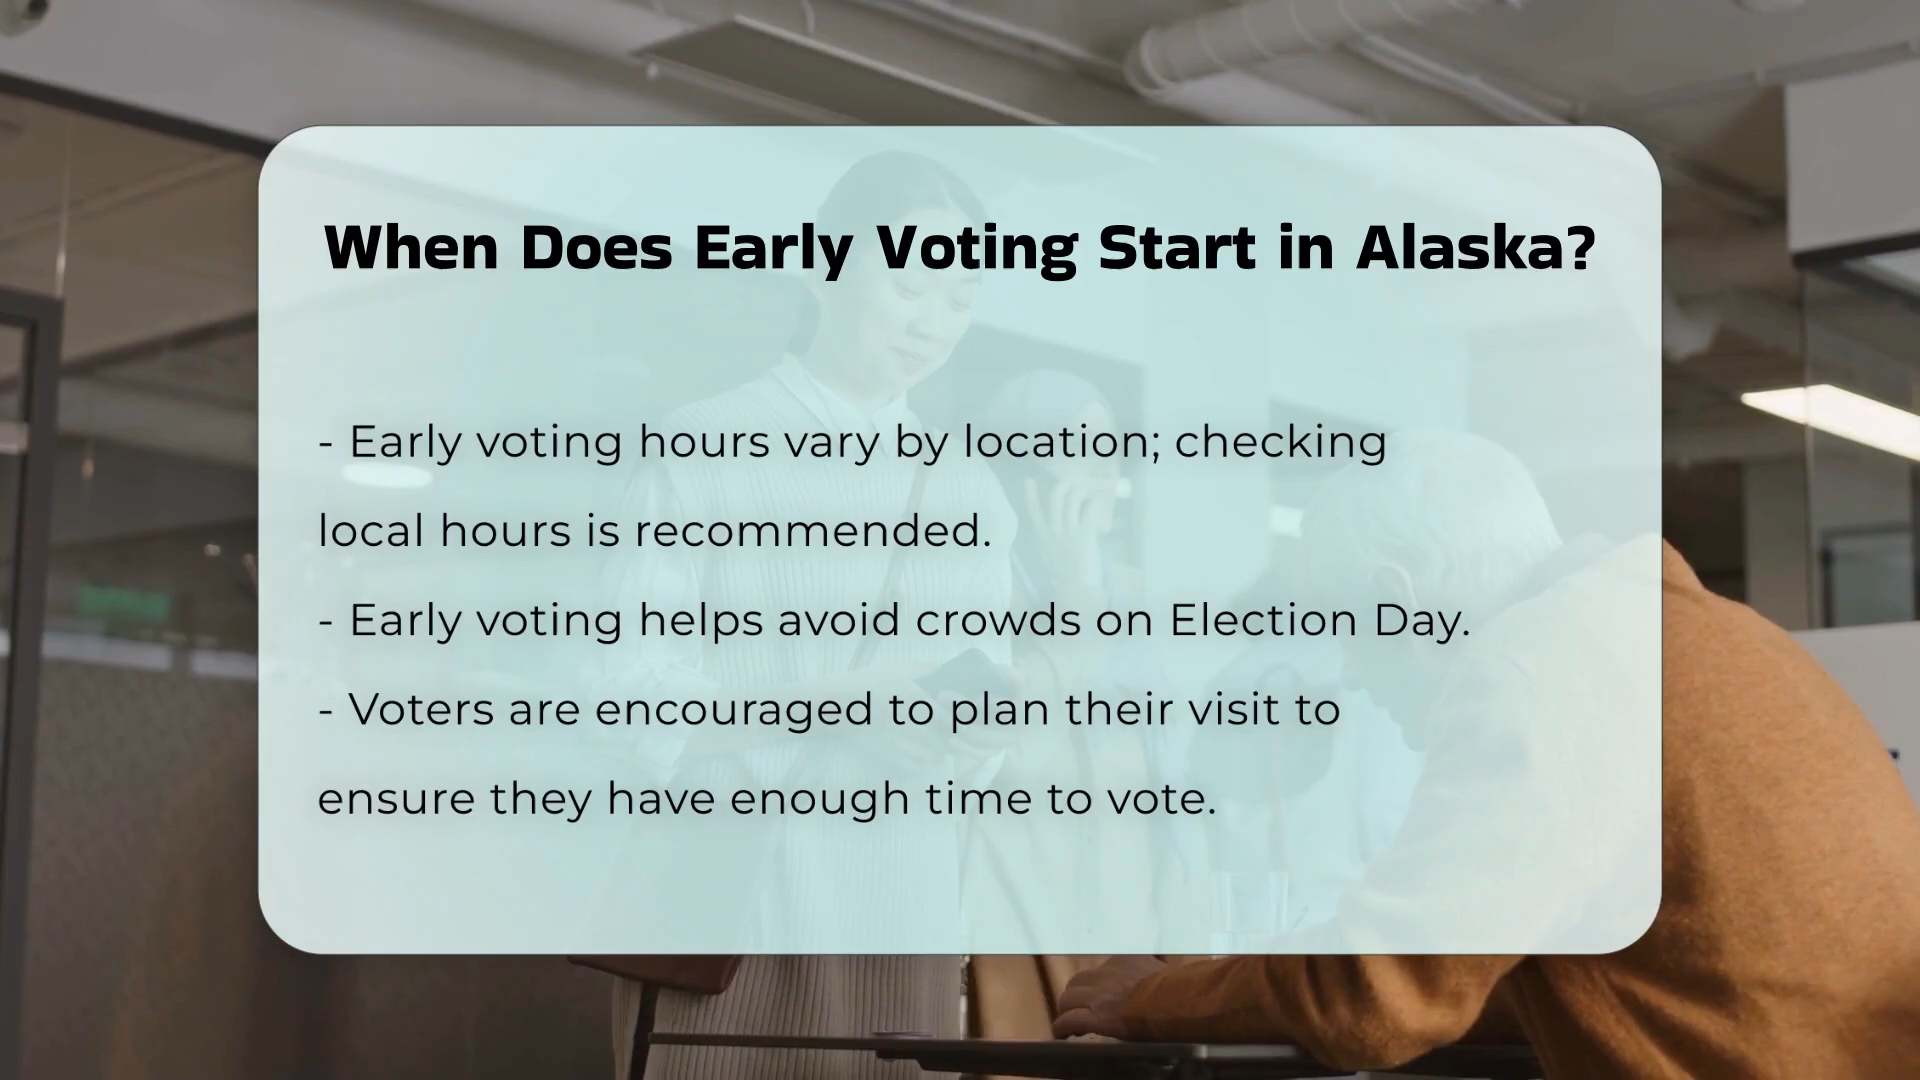 When Does Early Voting Start in Alaska?
- Early voting hours vary by location; checking
local hours is recommended.
- Early voting helps avoid crowds on Election Day.
- Voters are encouraged to plan their visit to
ensure they have enough time to vote.